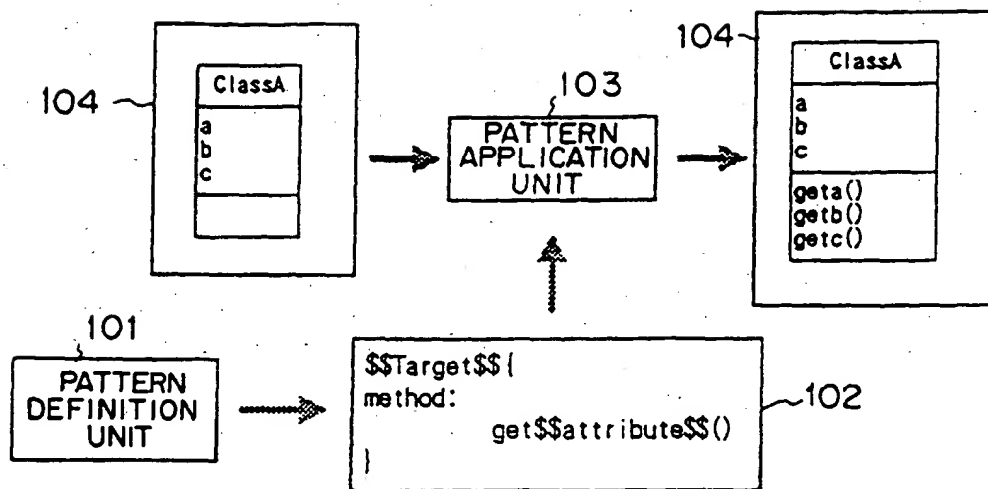 104
ClassA
a
b
c
103
PATTERN
APPLICATION
UNIT
104
ClassA
a
b
c
geta()
getb()
getc()
101
PATTERN
DEFINITION
UNIT
$$Target$${
method:
get$$attribute$$()
}
102